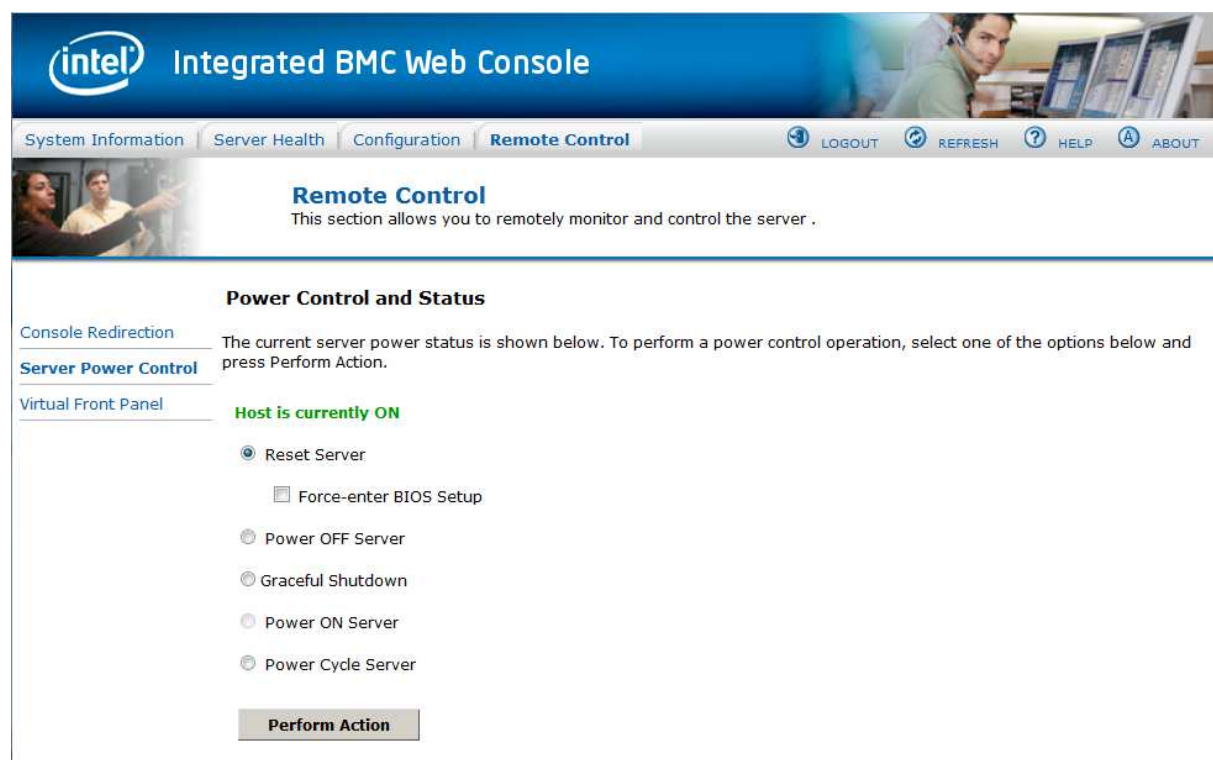 intel Integrated BMC Web Console
System Information | Server Health | Configuration | Remote Control LOGOUT REFRESH ? HELP A ABOUT
Remote Control
This section allows you to remotely monitor and control the server .
Power Control and Status
Console Redirection
Server Power Control
Virtual Front Panel
The current server power status is shown below. To perform a power control operation, select one of the options below and
press Perform Action.
Host is currently ON
Reset Server
Force-enter BIOS Setup
Power OFF Server
Graceful Shutdown
Power ON Server
Power Cycle Server
Perform Action